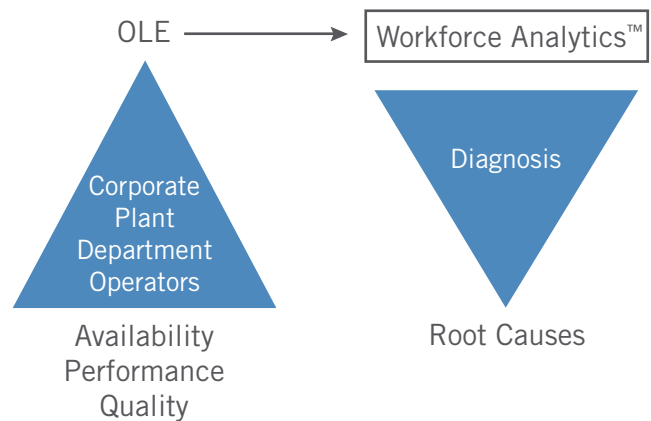 OLE
Workforce Analytics™
Corporate
Plant
Department
Operators
Diagnosis
Availability
Performance
Quality
Root Causes